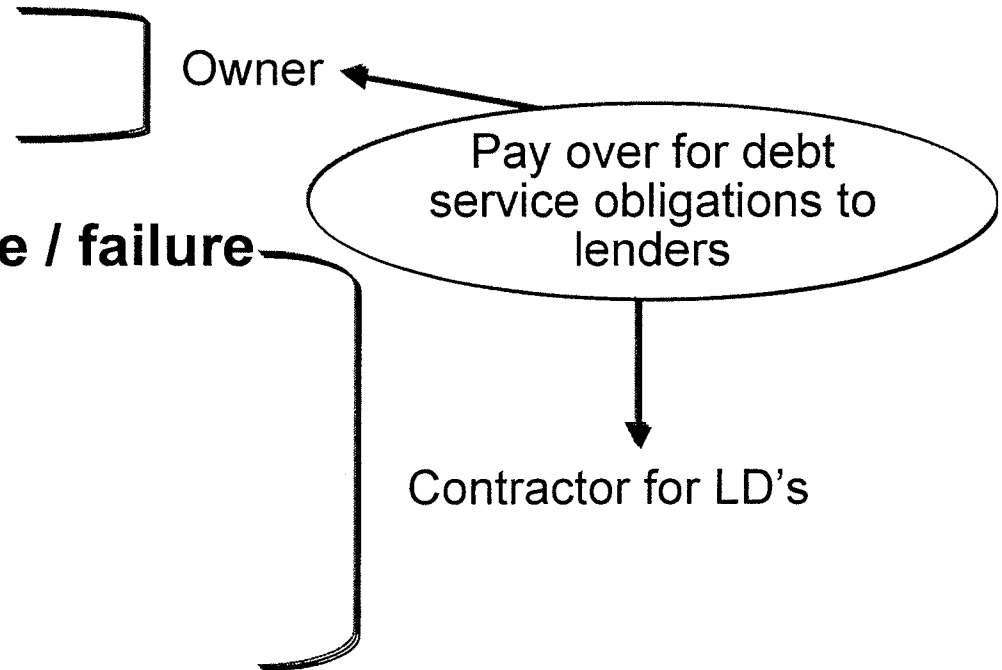 Owner
Pay over for debt
service obligations to
lenders
e / failure
Contractor for LD’s